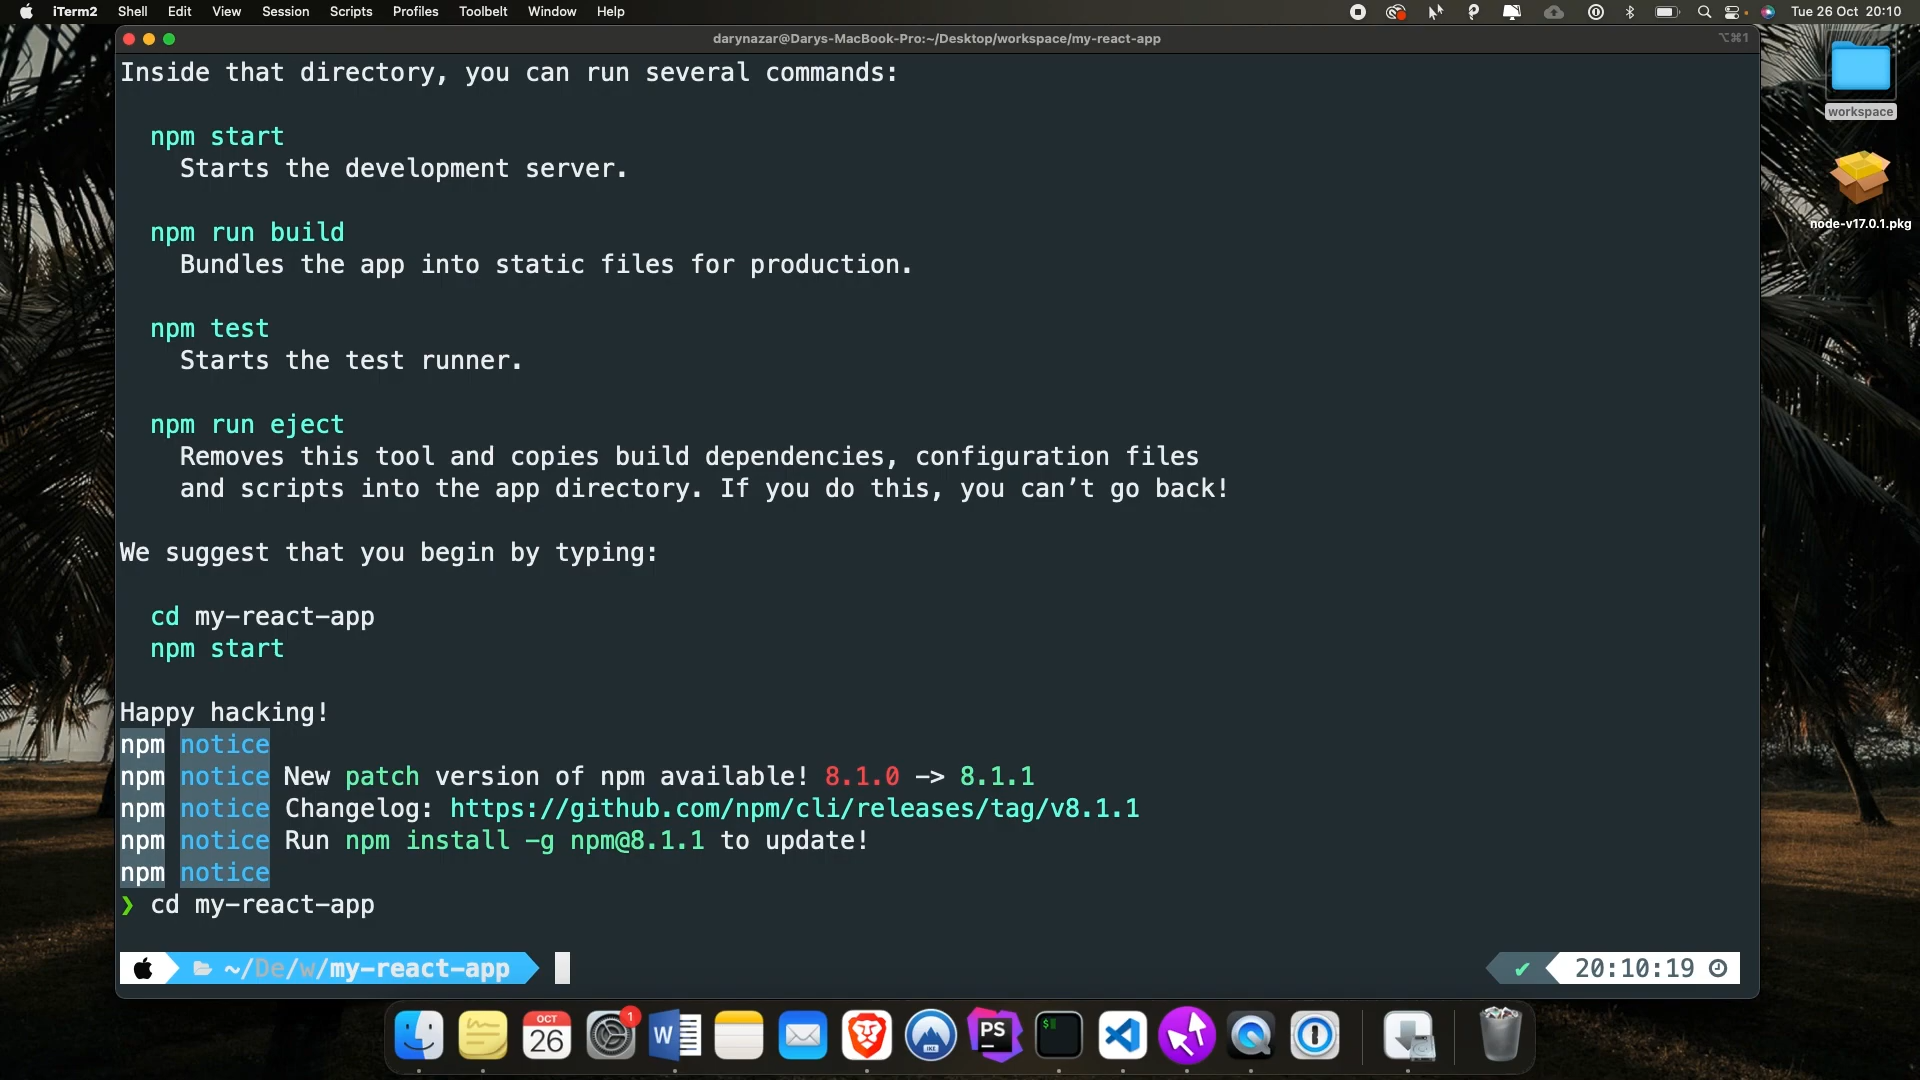 iTerm2 Shell Edit View Session Scripts Profiles Toolbelt Window Help Tue 26 Oct 20:10
darynazar@Darys-MacBook-Pro:~/Desktop/workspace/my-react-app ⌥⌘1
Inside that directory, you can run several commands:
npm start
Starts the development server.
npm run build
Bundles the app into static files for production.
npm test
Starts the test runner.
npm run eject
Removes this tool and copies build dependencies, configuration files
and scripts into the app directory. If you do this, you can’t go back!
We suggest that you begin by typing:
cd my-react-app
npm start
Happy hacking!
npm notice
npm notice New patch version of npm available! 8.1.0 -> 8.1.1
npm notice Changelog: https://github.com/npm/cli/releases/tag/v8.1.1
npm notice Run npm install -g npm@8.1.1 to update!
npm notice
❯ cd my-react-app
~/De/w/my-react-app ✔ 20:10:19
workspace
node-v17.0.1.pkg
OCT
26
1
W
IKE
PS
$